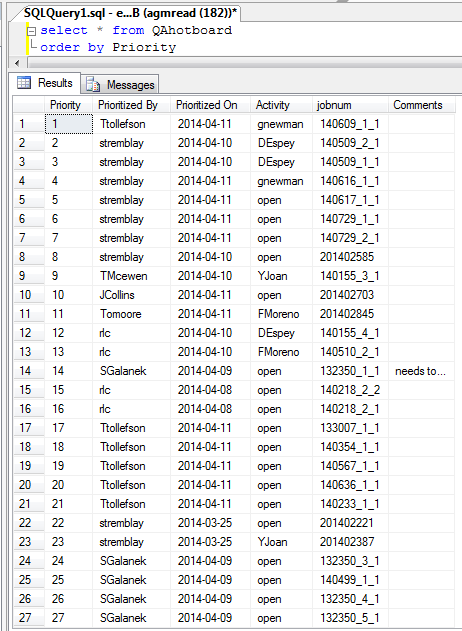 SQLQuery1.sql - e...B (agmread (182))*
select * from QAhotboard
order by Priority
Results Messages
Priority Prioritized By Prioritized On Activity jobnum Comments
1 1 Ttollefson 2014-04-11 gnewman 140609_1_1
2 2 stremblay 2014-04-10 DEspey 140509_2_1
3 3 stremblay 2014-04-10 DEspey 140509_1_1
4 4 stremblay 2014-04-11 gnewman 140616_1_1
5 5 stremblay 2014-04-11 open 140617_1_1
6 6 stremblay 2014-04-11 open 140729_1_1
7 7 stremblay 2014-04-11 open 140729_2_1
8 8 stremblay 2014-04-10 open 201402585
9 9 TMcewen 2014-04-10 YJoan 140155_3_1
10 10 JCollins 2014-04-11 open 201402703
11 11 Tomoore 2014-04-11 FMoreno 201402845
12 12 rlc 2014-04-10 DEspey 140155_4_1
13 13 rlc 2014-04-10 FMoreno 140510_2_1
14 14 SGalanek 2014-04-09 open 132350_1_1 needs to...
15 15 rlc 2014-04-08 open 140218_2_2
16 16 rlc 2014-04-08 open 140218_2_1
17 17 Ttollefson 2014-04-11 open 133007_1_1
18 18 Ttollefson 2014-04-11 open 140354_1_1
19 19 Ttollefson 2014-04-11 open 140567_1_1
20 20 Ttollefson 2014-04-11 open 140636_1_1
21 21 Ttollefson 2014-04-11 open 140233_1_1
22 22 stremblay 2014-03-25 open 201402221
23 23 stremblay 2014-03-25 YJoan 201402387
24 24 SGalanek 2014-04-09 open 132350_3_1
25 25 SGalanek 2014-04-09 open 140499_1_1
26 26 SGalanek 2014-04-09 open 132350_4_1
27 27 SGalanek 2014-04-09 open 132350_5_1